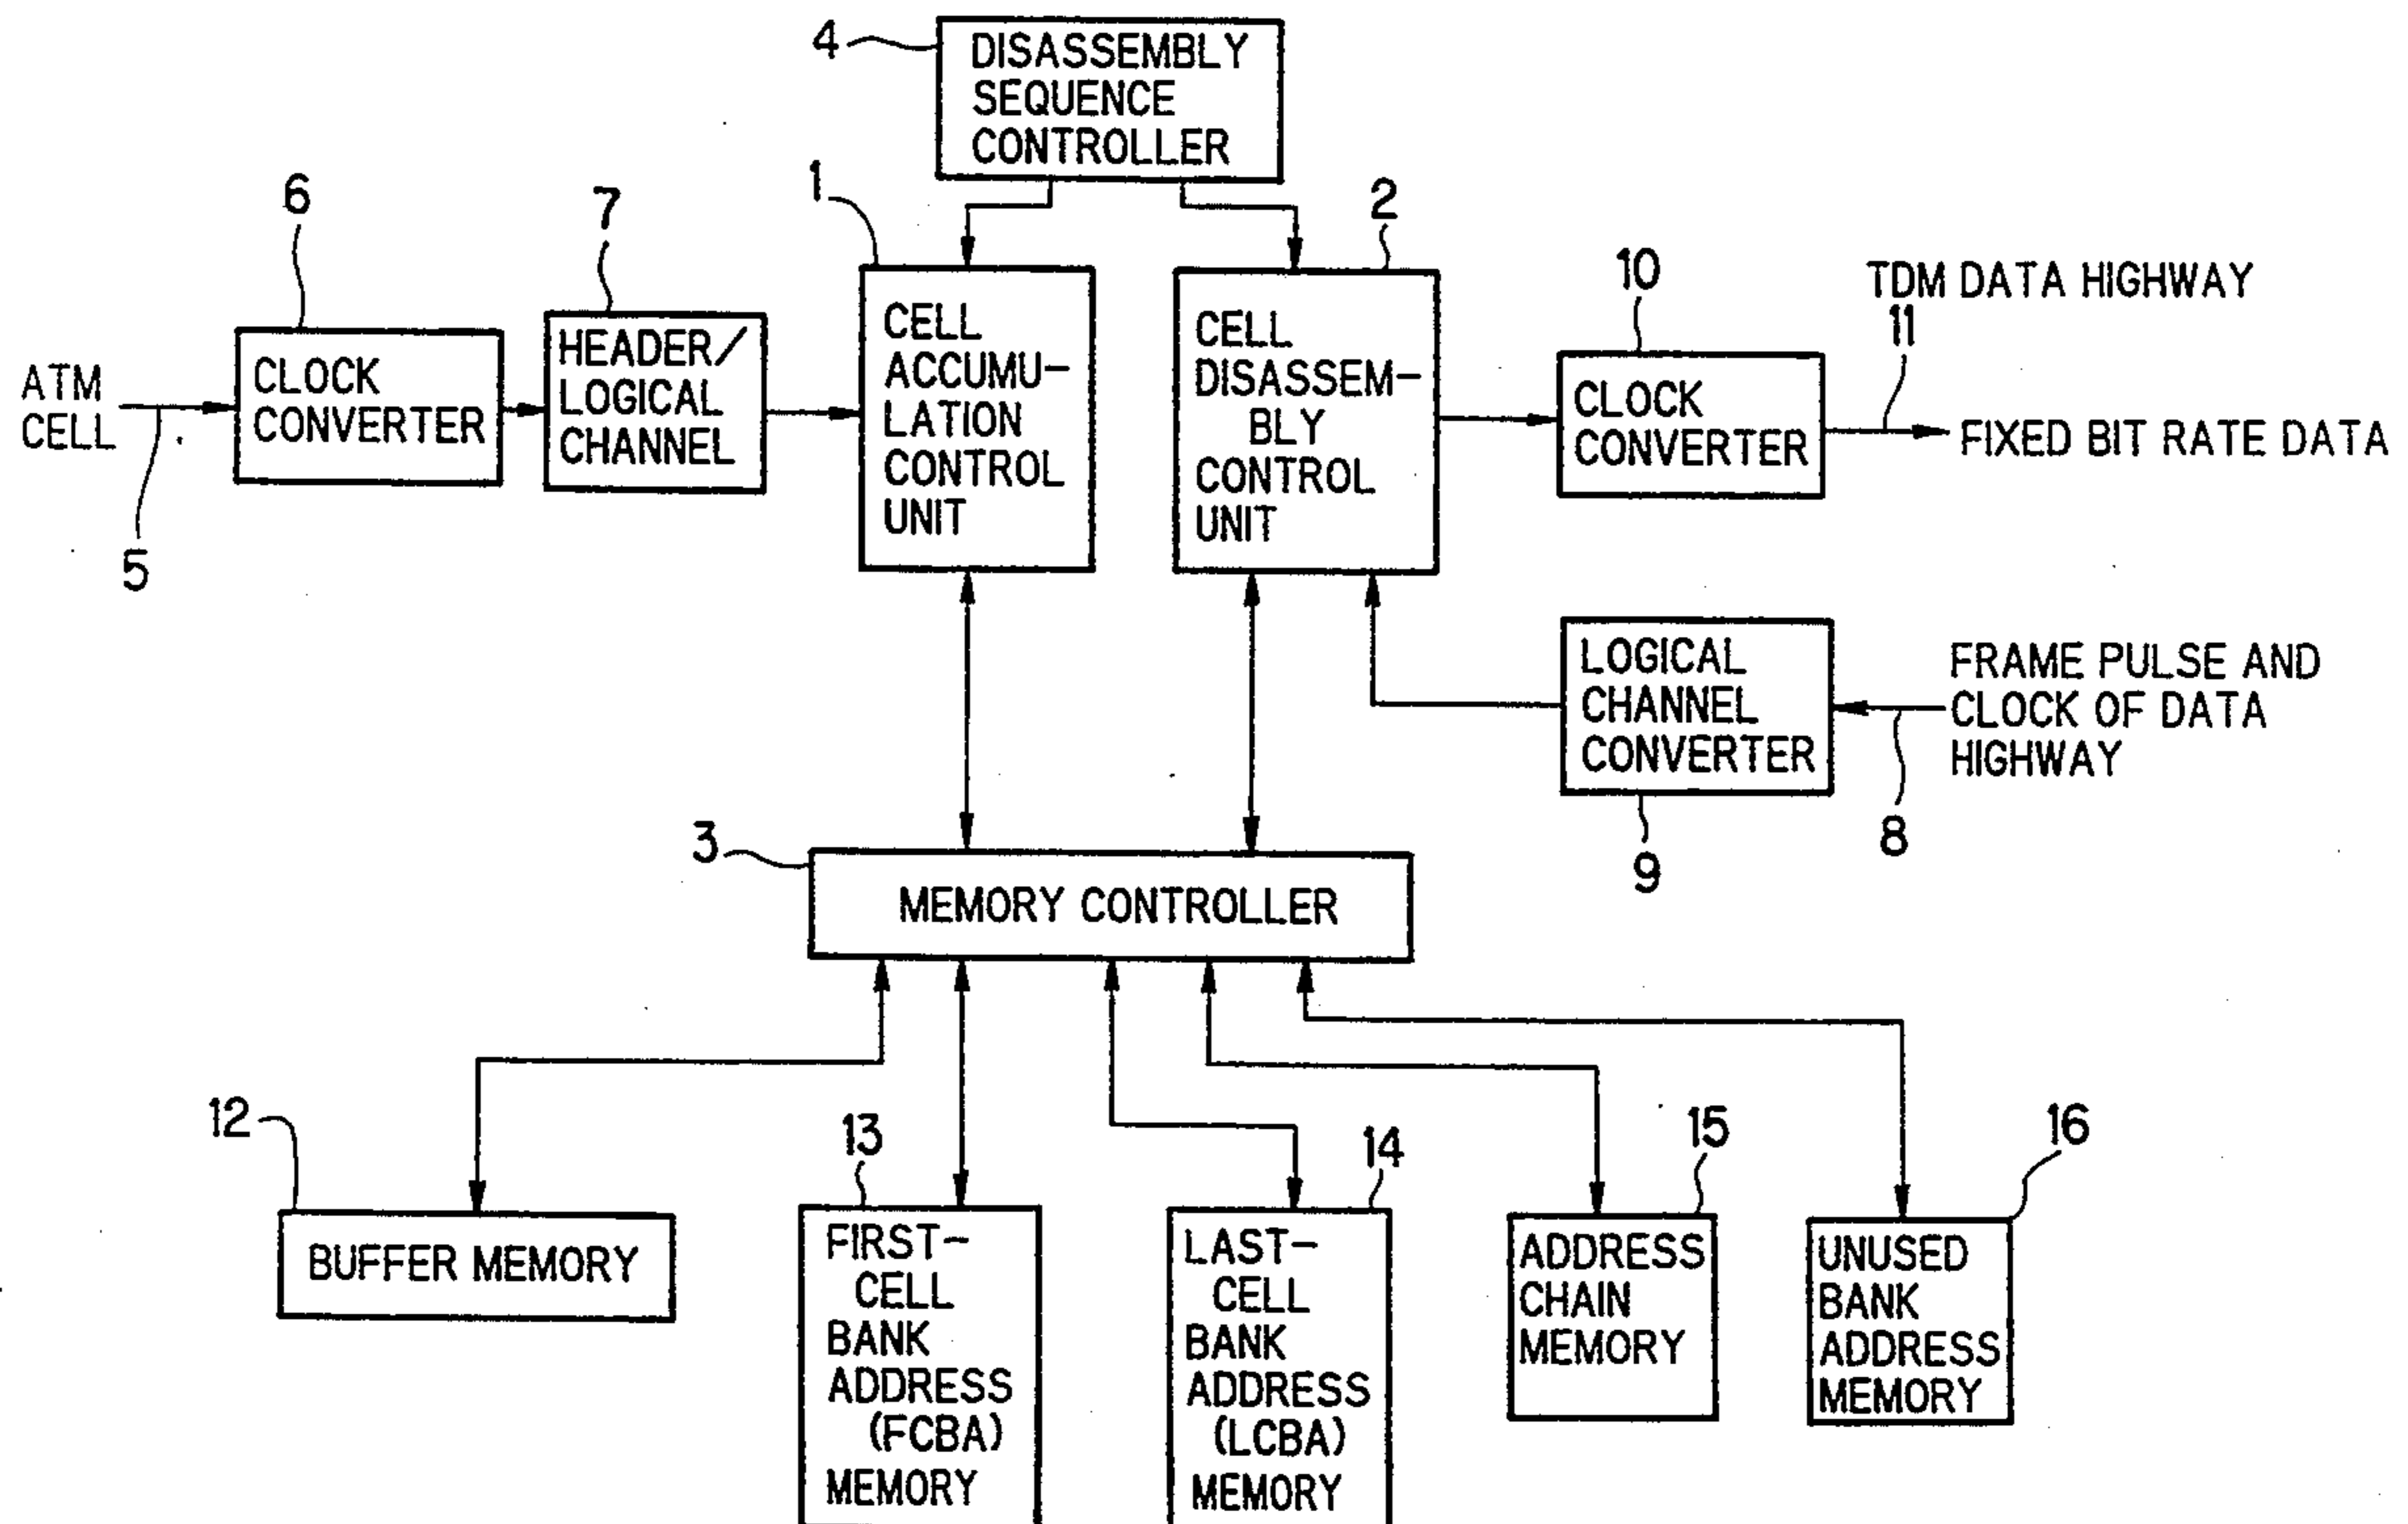 4
DISASSEMBLY
SEQUENCE
CONTROLLER
6
7
1
2
10
TDM DATA HIGHWAY
11
ATM
CELL
5
CLOCK
CONVERTER
HEADER/
LOGICAL
CHANNEL
CELL
ACCUMU-
LATION
CONTROL
UNIT
CELL
DISASSEM-
BLY
CONTROL
UNIT
CLOCK
CONVERTER
FIXED BIT RATE DATA
LOGICAL
CHANNEL
CONVERTER
9
FRAME PULSE AND
CLOCK OF DATA
HIGHWAY
8
3
MEMORY CONTROLLER
12
BUFFER MEMORY
13
FIRST-
CELL
BANK
ADDRESS
(FCBA)
MEMORY
14
LAST-
CELL
BANK
ADDRESS
(LCBA)
MEMORY
15
ADDRESS
CHAIN
MEMORY
16
UNUSED
BANK
ADDRESS
MEMORY